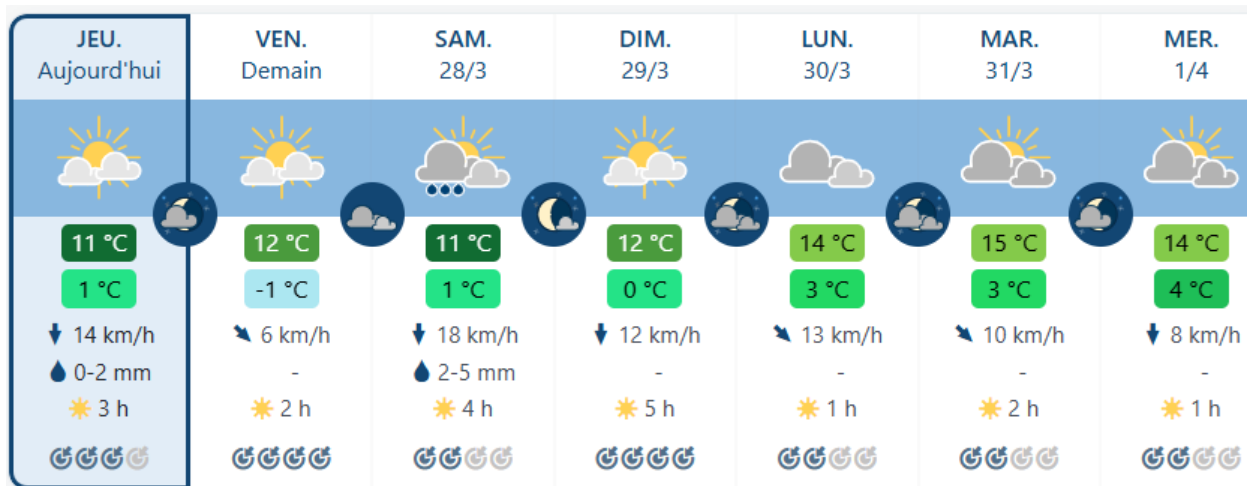 JEU. VEN. SAM. DIM. LUN. MAR. MER.
Aujourd'hui Demain 28/3 29/3 30/3 31/3 1/4
11 °C 12 °C 11 °C 12 °C 14 °C 15 °C 14 °C
1 °C -1 °C 1 °C 0 °C 3 °C 3 °C 4 °C
14 km/h 6 km/h 18 km/h 12 km/h 13 km/h 10 km/h 8 km/h
0-2 mm - 2-5 mm - - - -
3 h 2 h 4 h 5 h 1 h 2 h 1 h